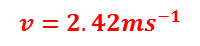 v = 2.42ms⁻¹